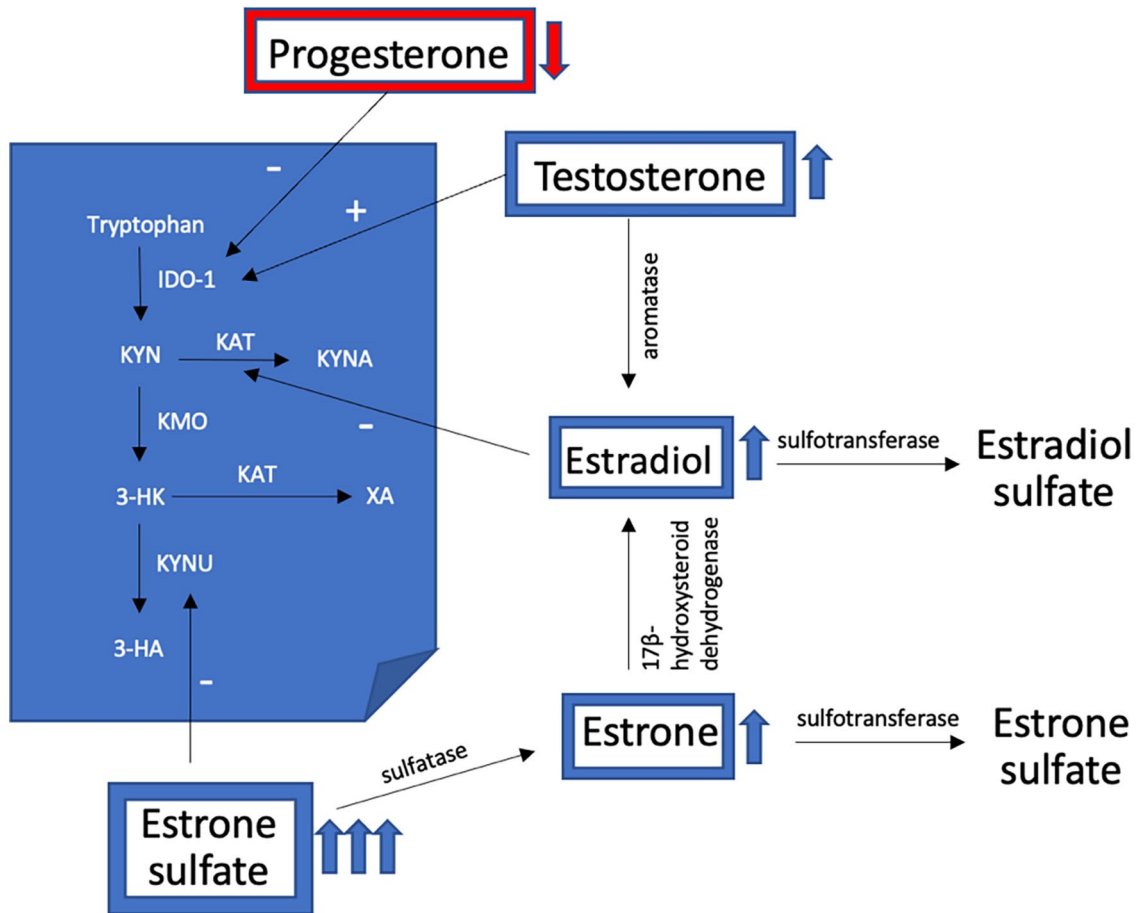 Progesterone
Testosterone
-
+
Tryptophan
IDO-1
aromatase
KYN
KAT
KYNA
KMO
-
Estradiol
sulfotransferase
Estradiol
sulfate
3-HK
KAT
XA
17β-
hydroxysteroid
dehydrogenase
KYNU
3-HA
-
Estrone
sulfotransferase
Estrone
sulfate
sulfatase
Estrone
sulfate